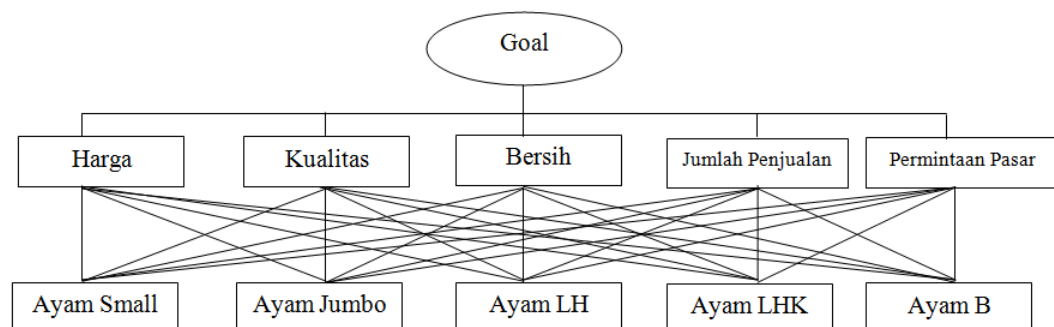 Goal
Harga
Kualitas
Bersih
Jumlah Penjualan
Permintaan Pasar
Ayam Small
Ayam Jumbo
Ayam LH
Ayam LHK
Ayam B